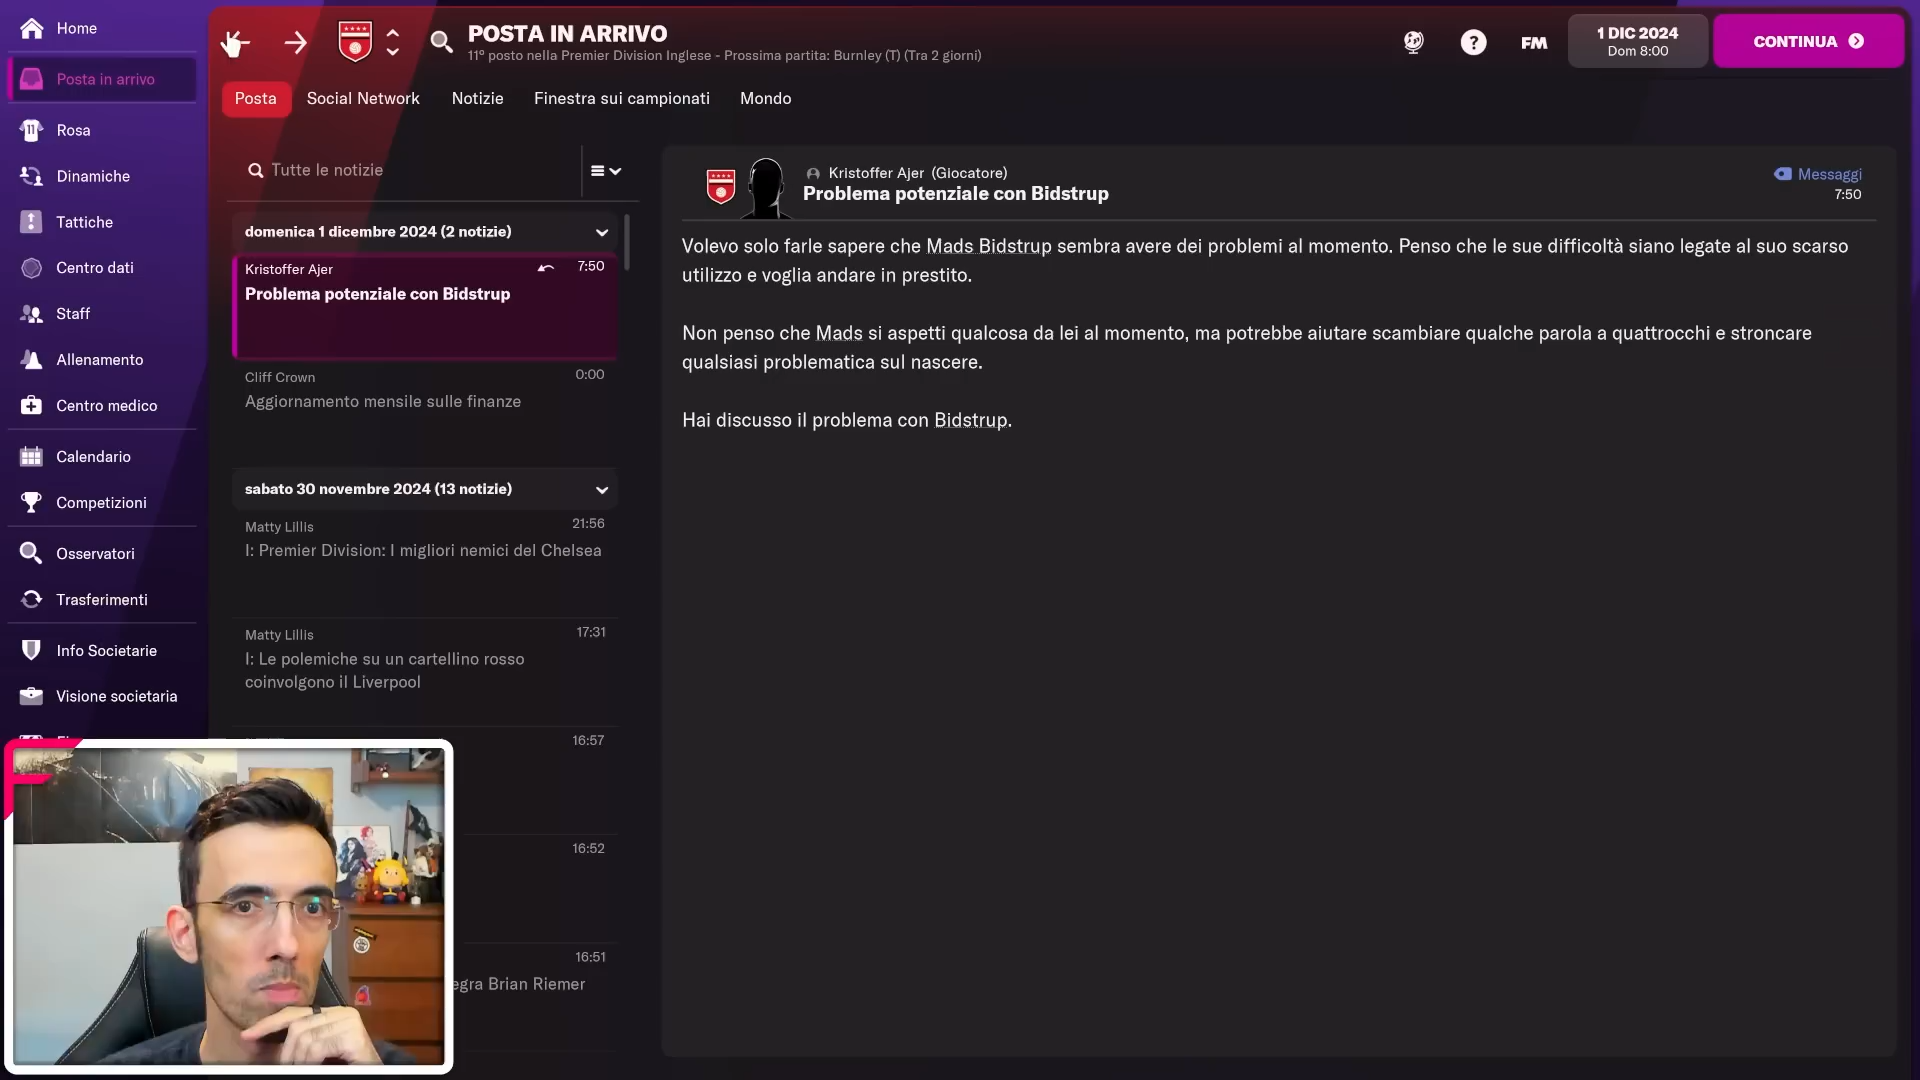 Home
Posta in arrivo
Rosa
Dinamiche
Tattiche
Centro dati
Staff
Allenamento
Centro medico
Calendario
Competizioni
Osservatori
Trasferimenti
Info Societarie
Visione societaria
POSTA IN ARRIVO
11° posto nella Premier Division Inglese - Prossima partita: Burnley (T) (Tra 2 giorni)
?
FM
1 DIC 2024
Dom 8:00
CONTINUA
Posta
Social Network
Notizie
Finestra sui campionati
Mondo
Tutte le notizie
domenica 1 dicembre 2024 (2 notizie)
Kristoffer Ajer
7:50
Problema potenziale con Bidstrup
Cliff Crown
0:00
Aggiornamento mensile sulle finanze
sabato 30 novembre 2024 (13 notizie)
Matty Lillis
21:56
I: Premier Division: I migliori nemici del Chelsea
Matty Lillis
17:31
I: Le polemiche su un cartellino rosso
coinvolgono il Liverpool
16:57
16:52
16:51
egra Brian Riemer
Kristoffer Ajer (Giocatore)
Problema potenziale con Bidstrup
Messaggi
7:50
Volevo solo farle sapere che Mads Bidstrup sembra avere dei problemi al momento. Penso che le sue difficoltà siano legate al suo scarso
utilizzo e voglia andare in prestito.
Non penso che Mads si aspetti qualcosa da lei al momento, ma potrebbe aiutare scambiare qualche parola a quattrocchi e stroncare
qualsiasi problematica sul nascere.
Hai discusso il problema con Bidstrup.